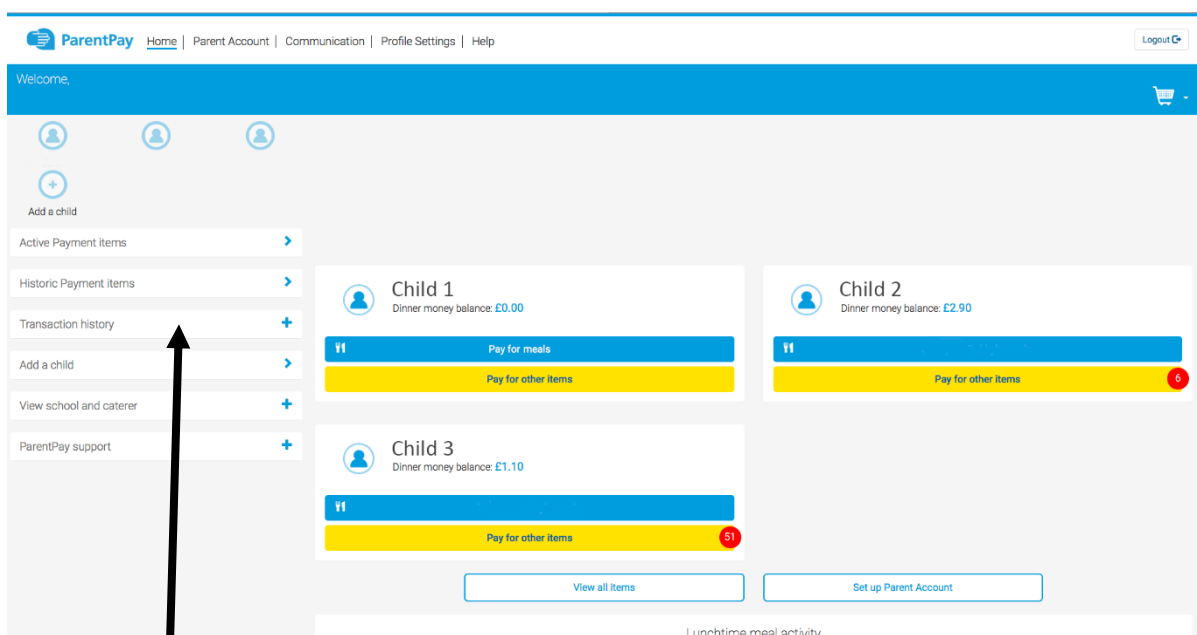 ParentPay Home | Parent Account | Communication | Profile Settings | Help
Logout
Welcome,
Add a child
Active Payment items
Historic Payment items
Transaction history
Add a child
View school and caterer
ParentPay support
Child 1
Dinner money balance: £0.00
Pay for meals
Pay for other items
Child 2
Dinner money balance: £2.90
Pay for other items 6
Child 3
Dinner money balance: £1.10
Pay for other items 51
View all items
Set up Parent Account
Lunchtime meal activity